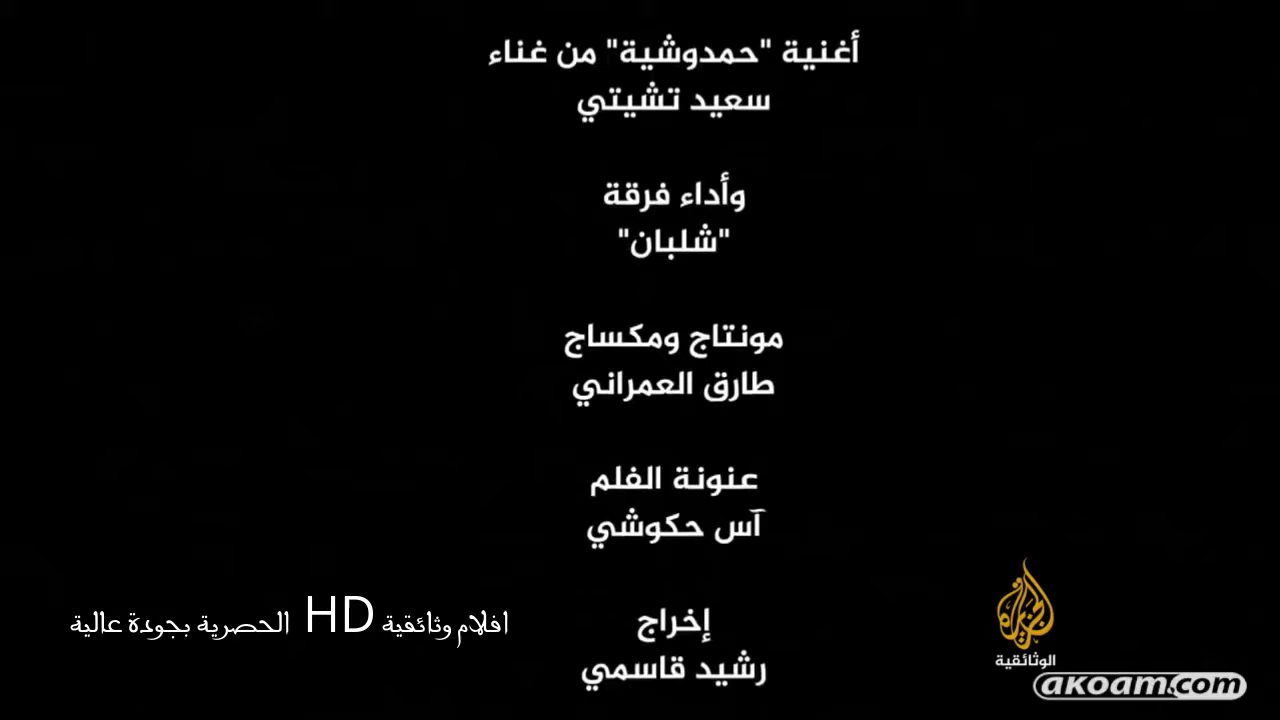 أغنية "حمدوشية" من غناء
سعيد تشيتي
وأداء فرقة
"شلبان"
مونتاج ومكساج
طارق العمراني
عنونة الفلم
آس حكوشي
إخراج
رشيد قاسمي
افلام وثائقية HD الحصرية بجودة عالية
الجزيرة
الوثائقية
akoam.com